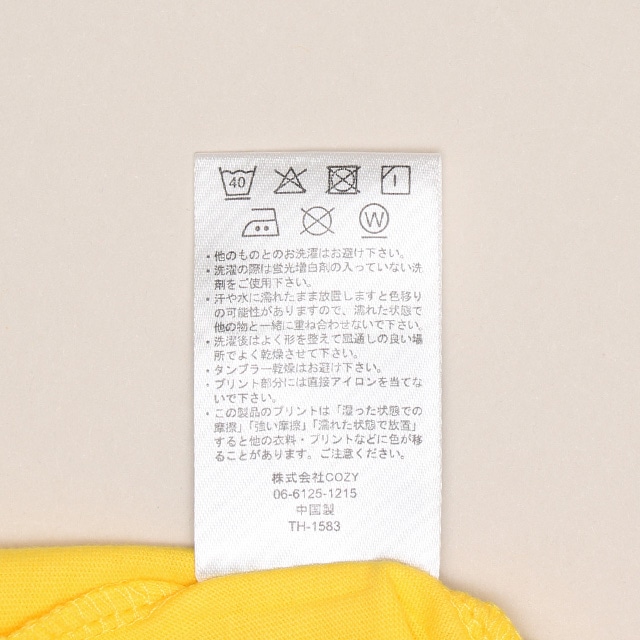 40
W
・他のものとのお洗濯はお避け下さい。
・洗濯の際は蛍光増白剤の入っていない洗
剤をご使用下さい。
・汗や水に濡れたまま放置しますと色移り
の可能性がありますので、濡れた状態で
他の物と一緒に重ね合わせないで下さい。
・洗濯後はよく形を整えて風通しの良い場
所でよく乾燥させて下さい。
・タンブラー乾燥はお避け下さい。
・プリント部分には直接アイロンを当てな
いで下さい。
・この製品のプリントは「湿った状態での
摩擦」「強い摩擦」「濡れた状態で放置」
すると他の衣料・プリントなどに色が移
ることがあります。ご注意ください。
株式会社COZY
06-6125-1215
中国製
TH-1583